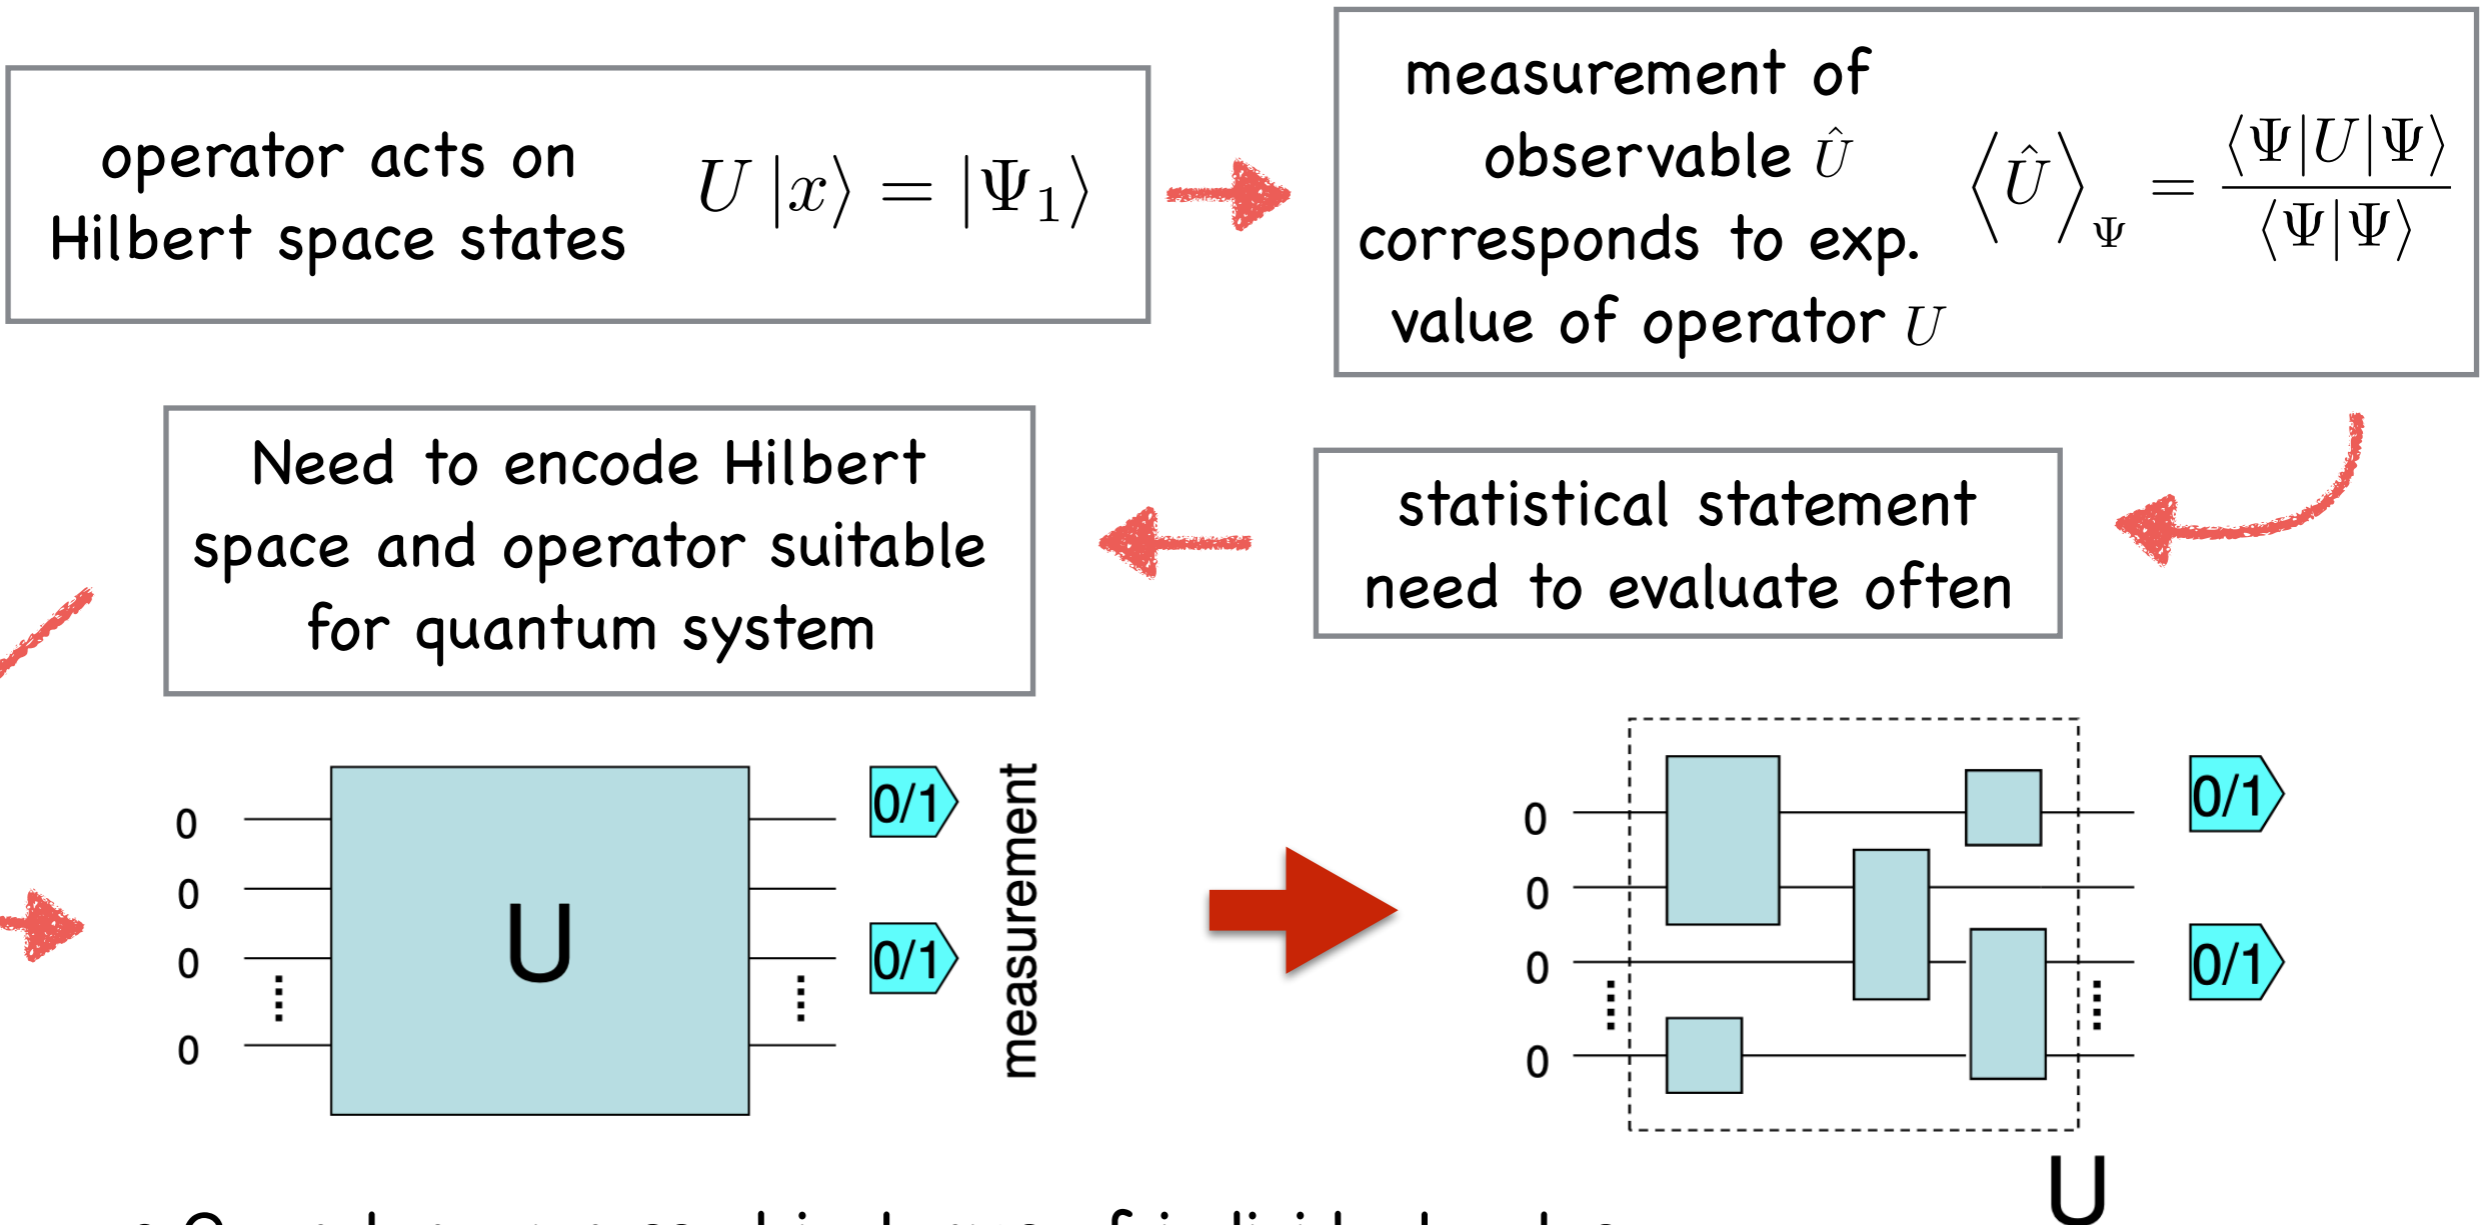 operator acts on
Hilbert space states
U |x⟩ = |Ψ₁⟩
measurement of
observable Û
corresponds to exp.
value of operator U
⟨Û⟩_Ψ = ⟨Ψ|U|Ψ⟩ / ⟨Ψ|Ψ⟩
statistical statement
need to evaluate often
Need to encode Hilbert
space and operator suitable
for quantum system
0
0
0
0
U
0/1
0/1
measurement
0
0
0
0
0/1
0/1
U